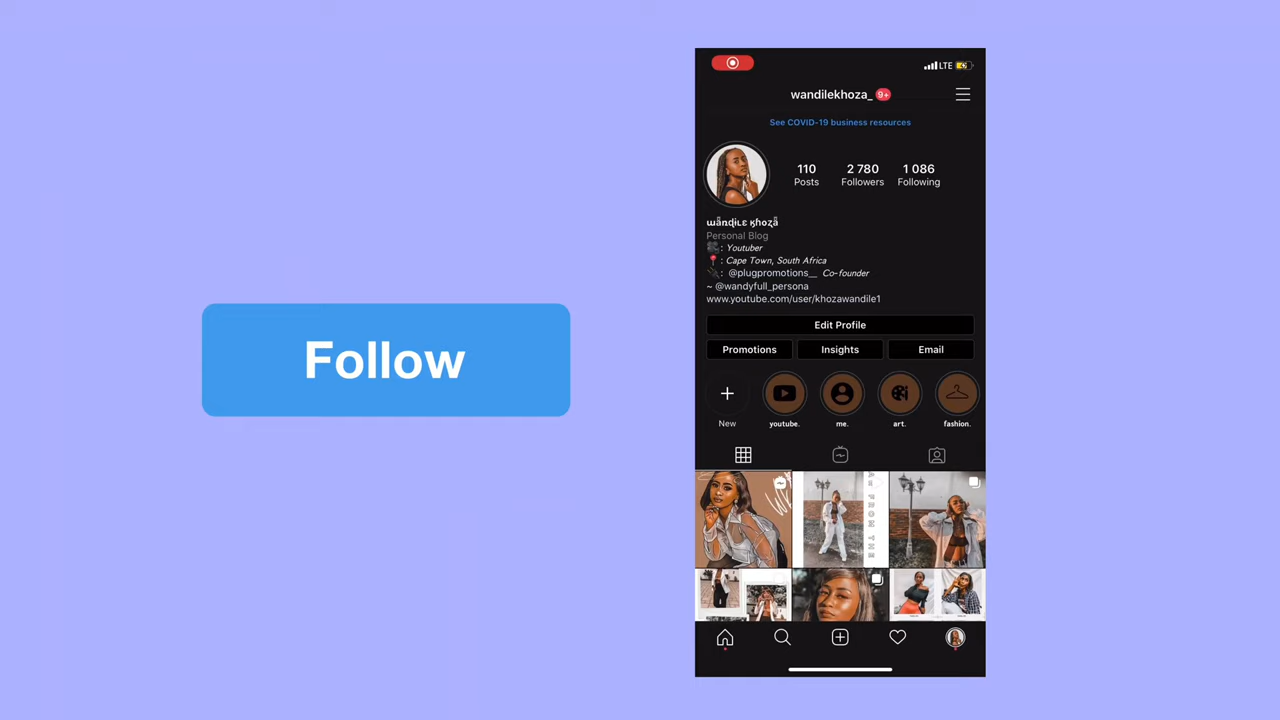 Follow
LTE
wandilekhoza_ 9+
See COVID-19 business resources
110
Posts
2 780
Followers
1 086
Following
Personal Blog
: Youtuber
: Cape Town, South Africa
: @plugpromotions__ Co-founder
~ @wandyfull_persona
www.youtube.com/user/khozawandile1
Edit Profile
Promotions
Insights
Email
New
youtube.
me.
art.
fashion.